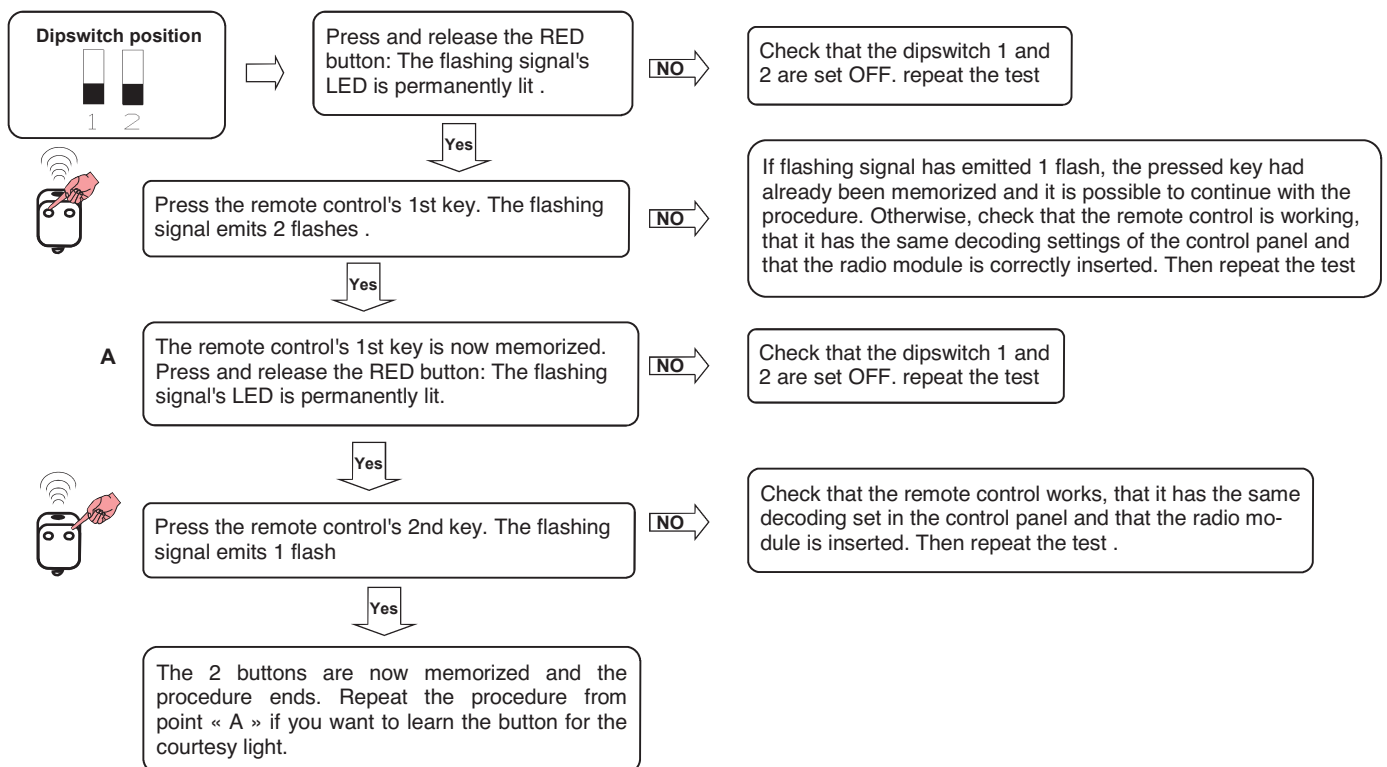 Dipswitch position
1 2
Press and release the RED
button: The flashing signal's
LED is permanently lit .
NO
Check that the dipswitch 1 and
2 are set OFF. repeat the test
Yes
Press the remote control's 1st key. The flashing
signal emits 2 flashes .
NO
If flashing signal has emitted 1 flash, the pressed key had
already been memorized and it is possible to continue with the
procedure. Otherwise, check that the remote control is working,
that it has the same decoding settings of the control panel and
that the radio module is correctly inserted. Then repeat the test
Yes
A
The remote control's 1st key is now memorized.
Press and release the RED button: The flashing
signal's LED is permanently lit.
NO
Check that the dipswitch 1 and
2 are set OFF. repeat the test
Yes
Press the remote control's 2nd key. The flashing
signal emits 1 flash
NO
Check that the remote control works, that it has the same
decoding set in the control panel and that the radio mo-
dule is inserted. Then repeat the test .
Yes
The 2 buttons are now memorized and the
procedure ends. Repeat the procedure from
point « A » if you want to learn the button for the
courtesy light.